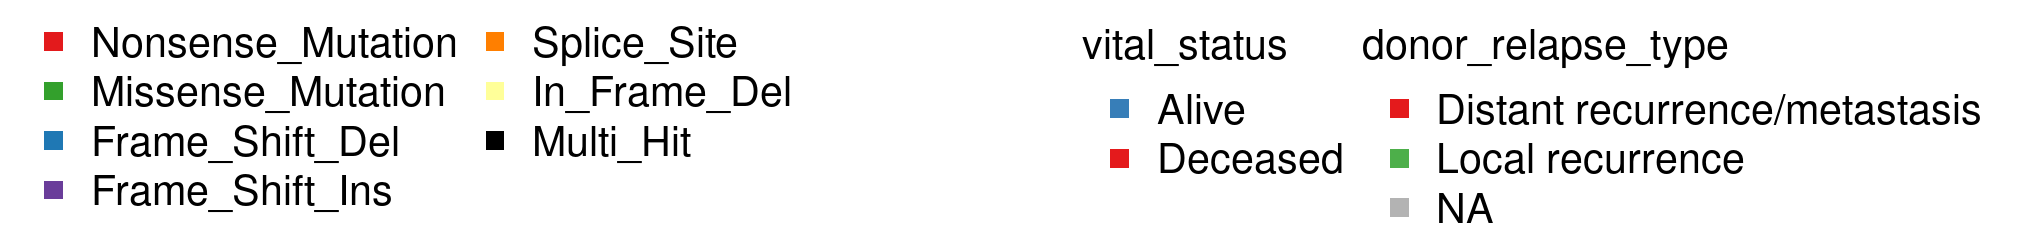 Nonsense_Mutation
Missense_Mutation
Frame_Shift_Del
Frame_Shift_Ins
Splice_Site
In_Frame_Del
Multi_Hit
vital_status
Alive
Deceased
donor_relapse_type
Distant recurrence/metastasis
Local recurrence
NA